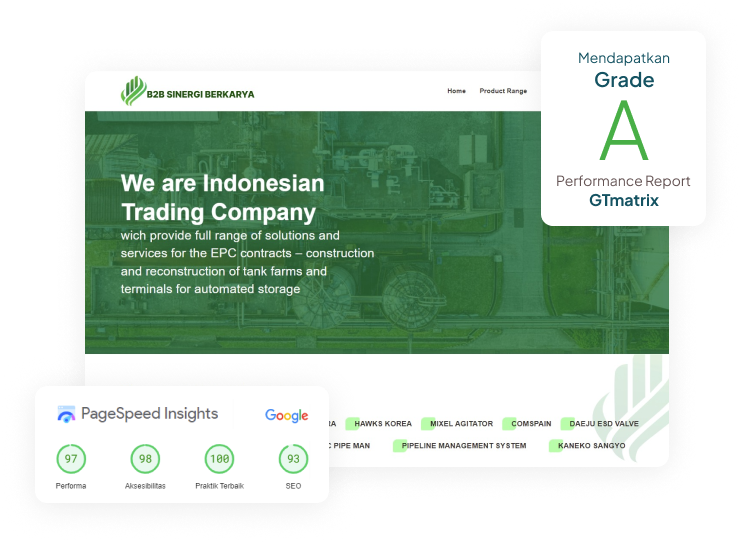 B2B SINERGI BERKARYA
Home Product Range
Mendapatkan
Grade
A
Performance Report
GTmatrix
We are Indonesian
Trading Company
wich provide full range of solutions and
services for the EPC contracts – construction
and reconstruction of tank farms and
terminals for automated storage
HAWKS KOREA MIXEL AGITATOR COMSPAIN DAEJU ESD VALVE
PIPE MAN PIPELINE MANAGEMENT SYSTEM KANEKO SANGYO
PageSpeed Insights Google
97 98 100 93
Performa Aksesibilitas Praktik Terbaik SEO